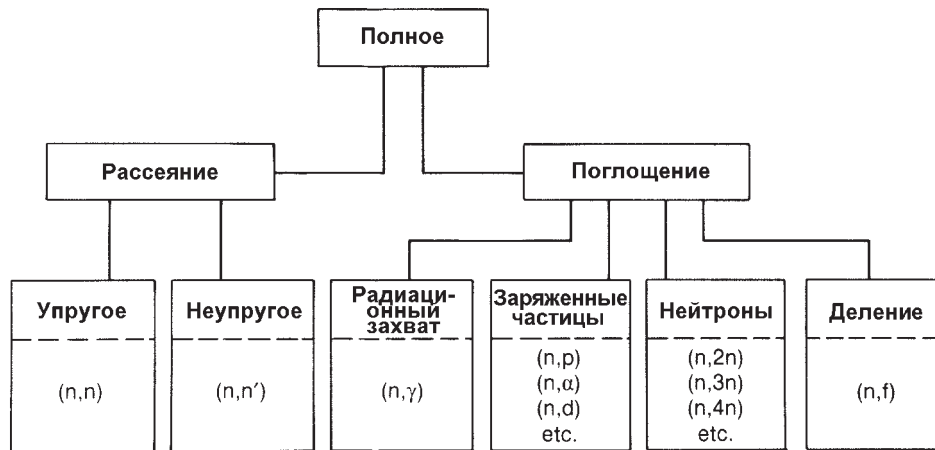 Полное
Рассеяние
Поглощение
Упругое
(n,n)
Неупругое
(n,n′)
Радиаци-
онный
захват
(n,γ)
Заряженные
частицы
(n,p)
(n,α)
(n,d)
etc.
Нейтроны
(n,2n)
(n,3n)
(n,4n)
etc.
Деление
(n,f)